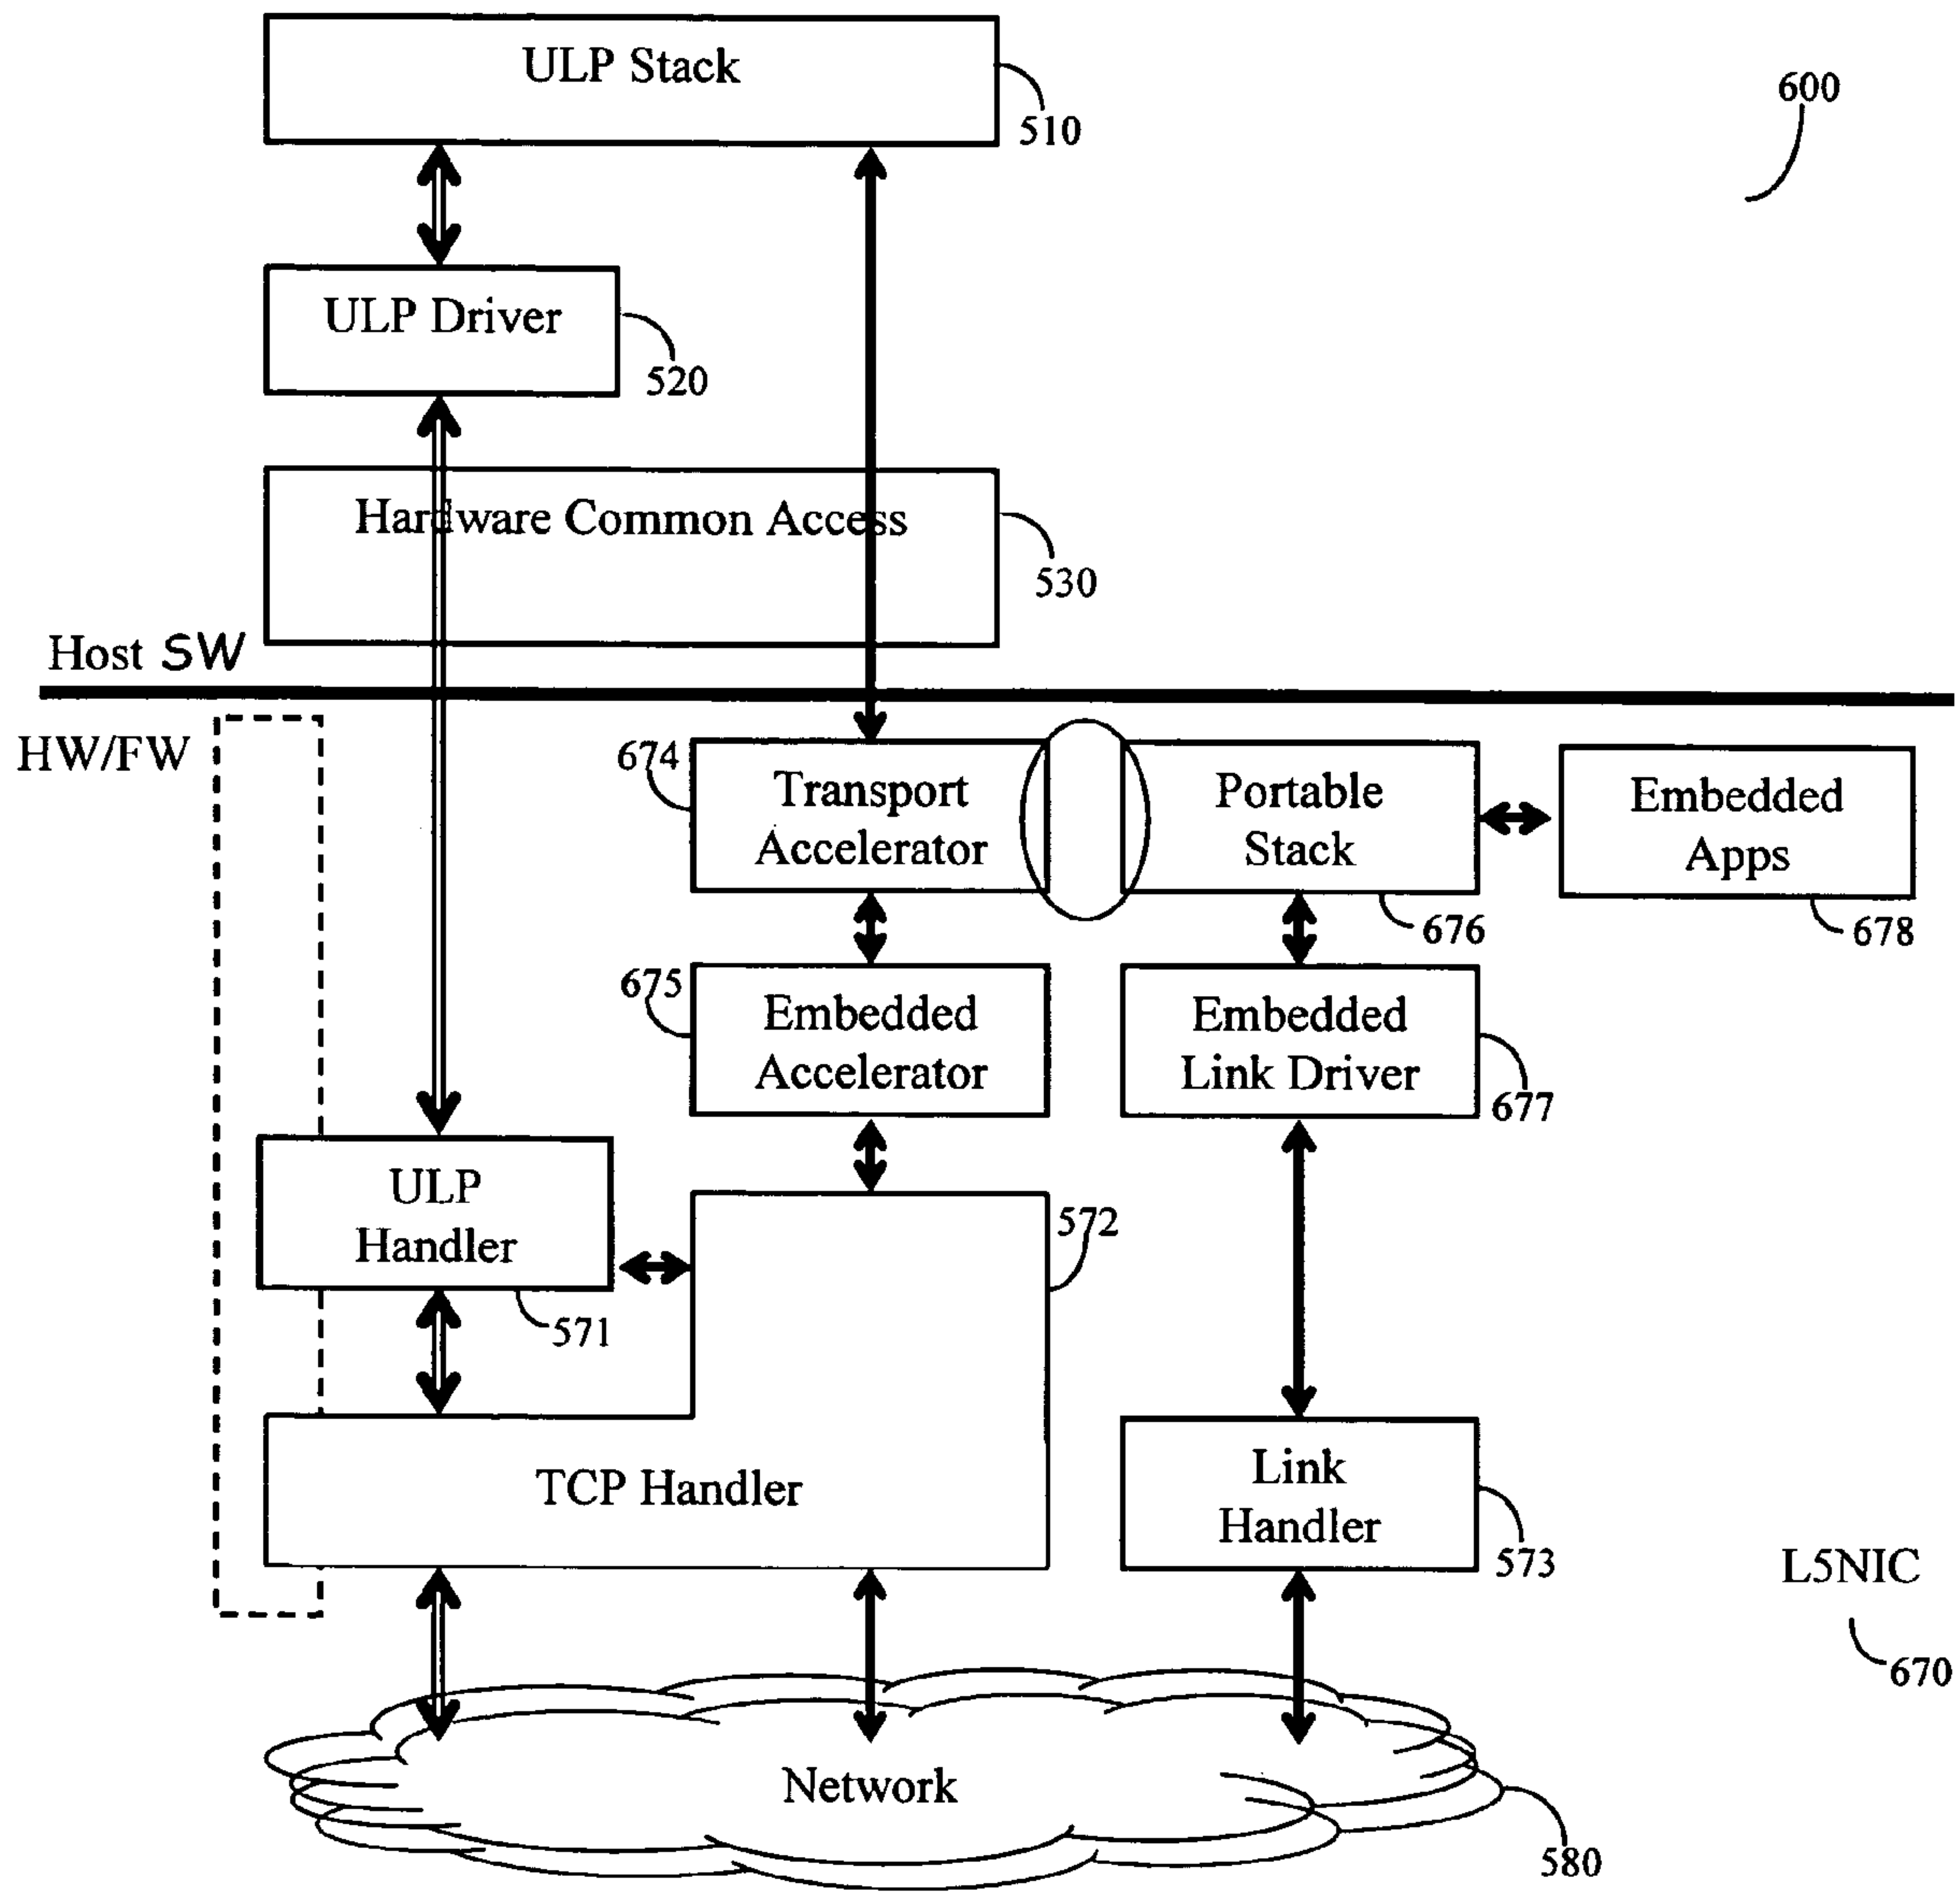 ULP Stack
510
600
ULP Driver
520
Hardware Common Access
530
Host SW
HW/FW
674
Transport
Accelerator
Portable
Stack
676
Embedded
Apps
678
675
Embedded
Accelerator
Embedded
Link Driver
677
ULP
Handler
571
572
TCP Handler
Link
Handler
573
L5NIC
670
Network
580